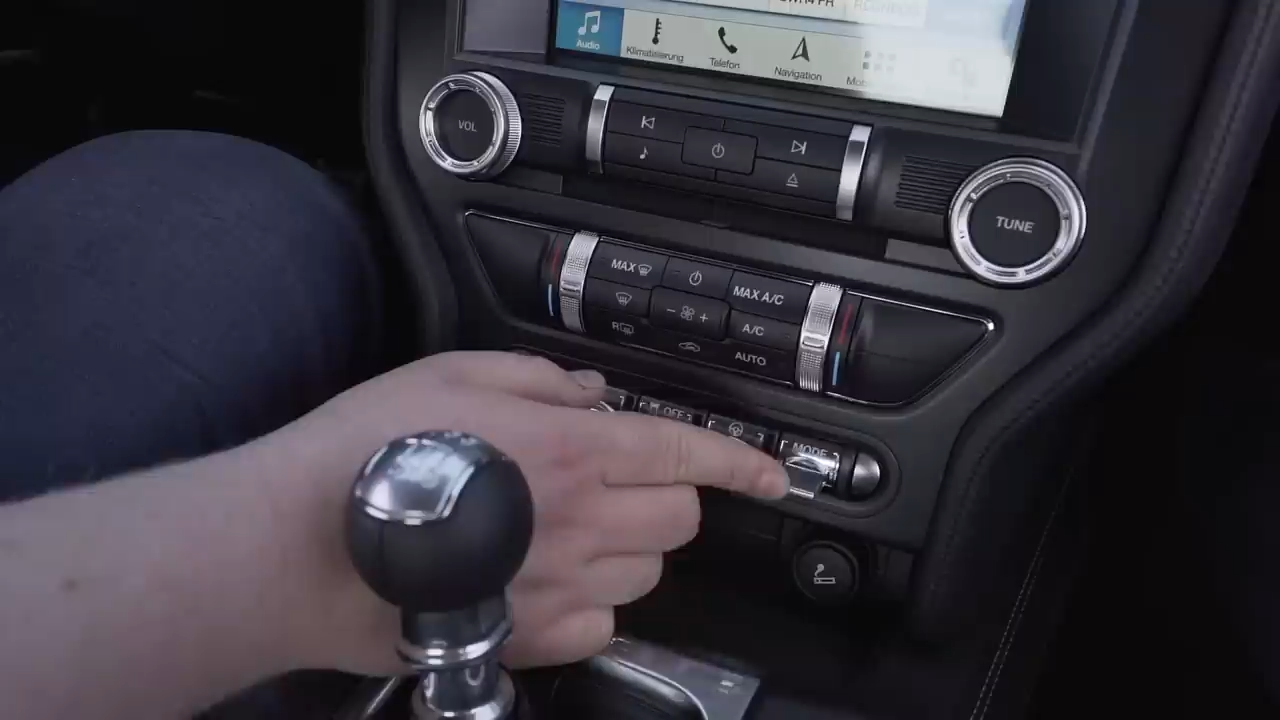 Audio
Klimatisierung
Telefon
Navigation
VOL
TUNE
MAX
MAX A/C
R
A/C
AUTO
OFF
MODE